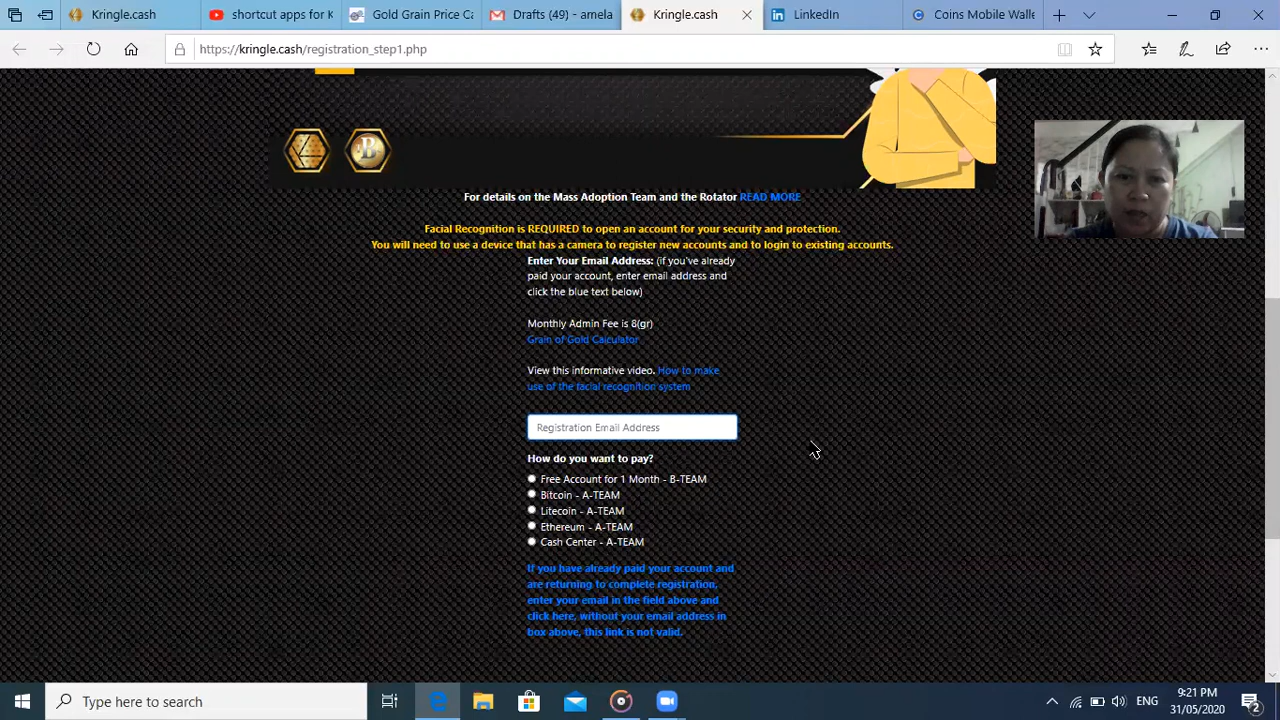 Kringle.cash
shortcut apps for K
Gold Grain Price Ca
Drafts (49) - amela
Kringle.cash
LinkedIn
Coins Mobile Walle
https://kringle.cash/registration_step1.php
B
For details on the Mass Adoption Team and the Rotator READ MORE
Facial Recognition is REQUIRED to open an account for your security and protection.
You will need to use a device that has a camera to register new accounts and to login to existing accounts.
Enter Your Email Address: (if you've already
paid your account, enter email address and
click the blue text below)
Monthly Admin Fee is 8(gr)
Grain of Gold Calculator
View this informative video. How to make
use of the facial recognition system
Registration Email Address
How do you want to pay?
Free Account for 1 Month - B-TEAM
Bitcoin - A-TEAM
Litecoin - A-TEAM
Ethereum - A-TEAM
Cash Center - A-TEAM
If you have already paid your account and
are returning to complete registration,
enter your email in the field above and
click here, without your email address in
box above, this link is not valid.
Type here to search
ENG
9:21 PM
31/05/2020
2